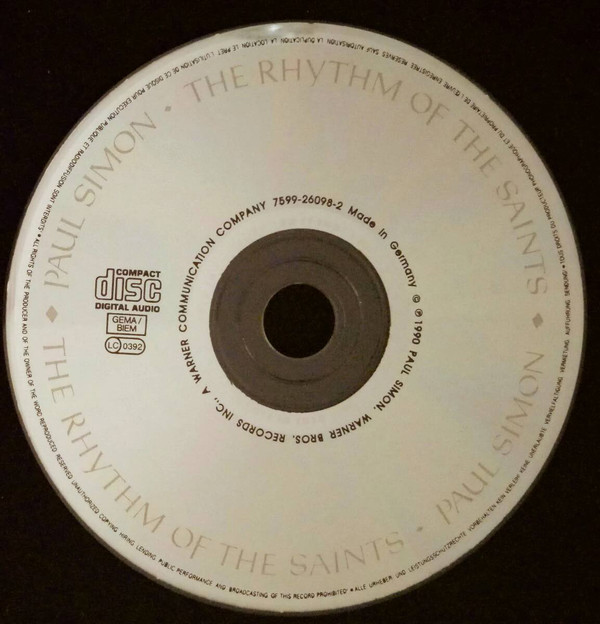 PAUL SIMON • THE RHYTHM OF THE SAINTS ◆
PAUL SIMON • THE RHYTHM OF THE SAINTS ◆
COMPACT
disc
DIGITAL AUDIO
GEMA/
BIEM
LC 0392
7599-26098-2 Made in Germany © ℗ 1990 PAUL SIMON. WARNER BROS. RECORDS INC., A WARNER COMMUNICATION COMPANY
ALL RIGHTS OF THE PRODUCER AND OF THE OWNER OF THE WORK REPRODUCED RESERVED. UNAUTHORIZED COPYING, HIRING, LENDING, PUBLIC PERFORMANCE AND BROADCASTING OF THIS RECORD PROHIBITED!